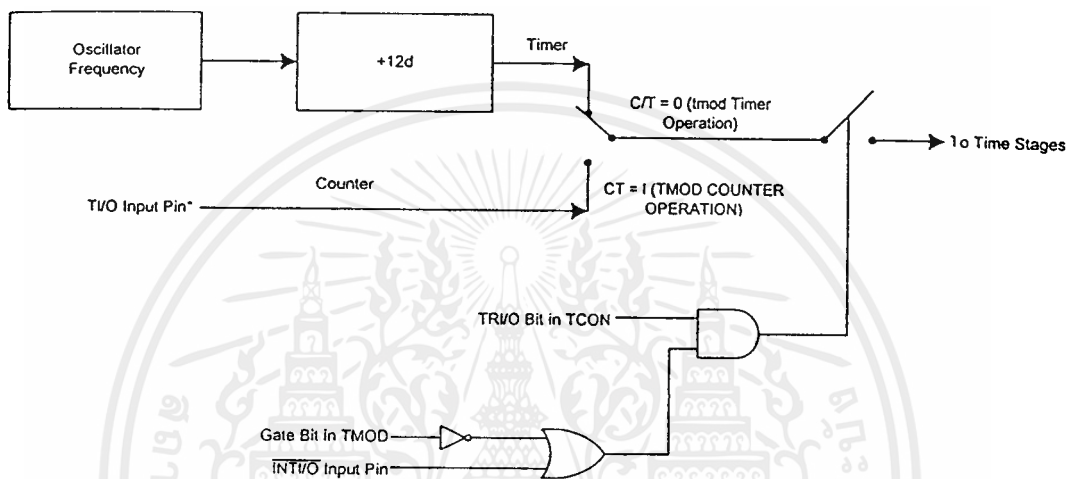 Oscillator
Frequency
+12d
Timer
C/T = 0 (tmod Timer
Operation)
To Time Stages
Counter
TI/O Input Pin*
CT = I (TMOD COUNTER
OPERATION)
TRI/O Bit in TCON
Gate Bit in TMOD
INTI/O Input Pin